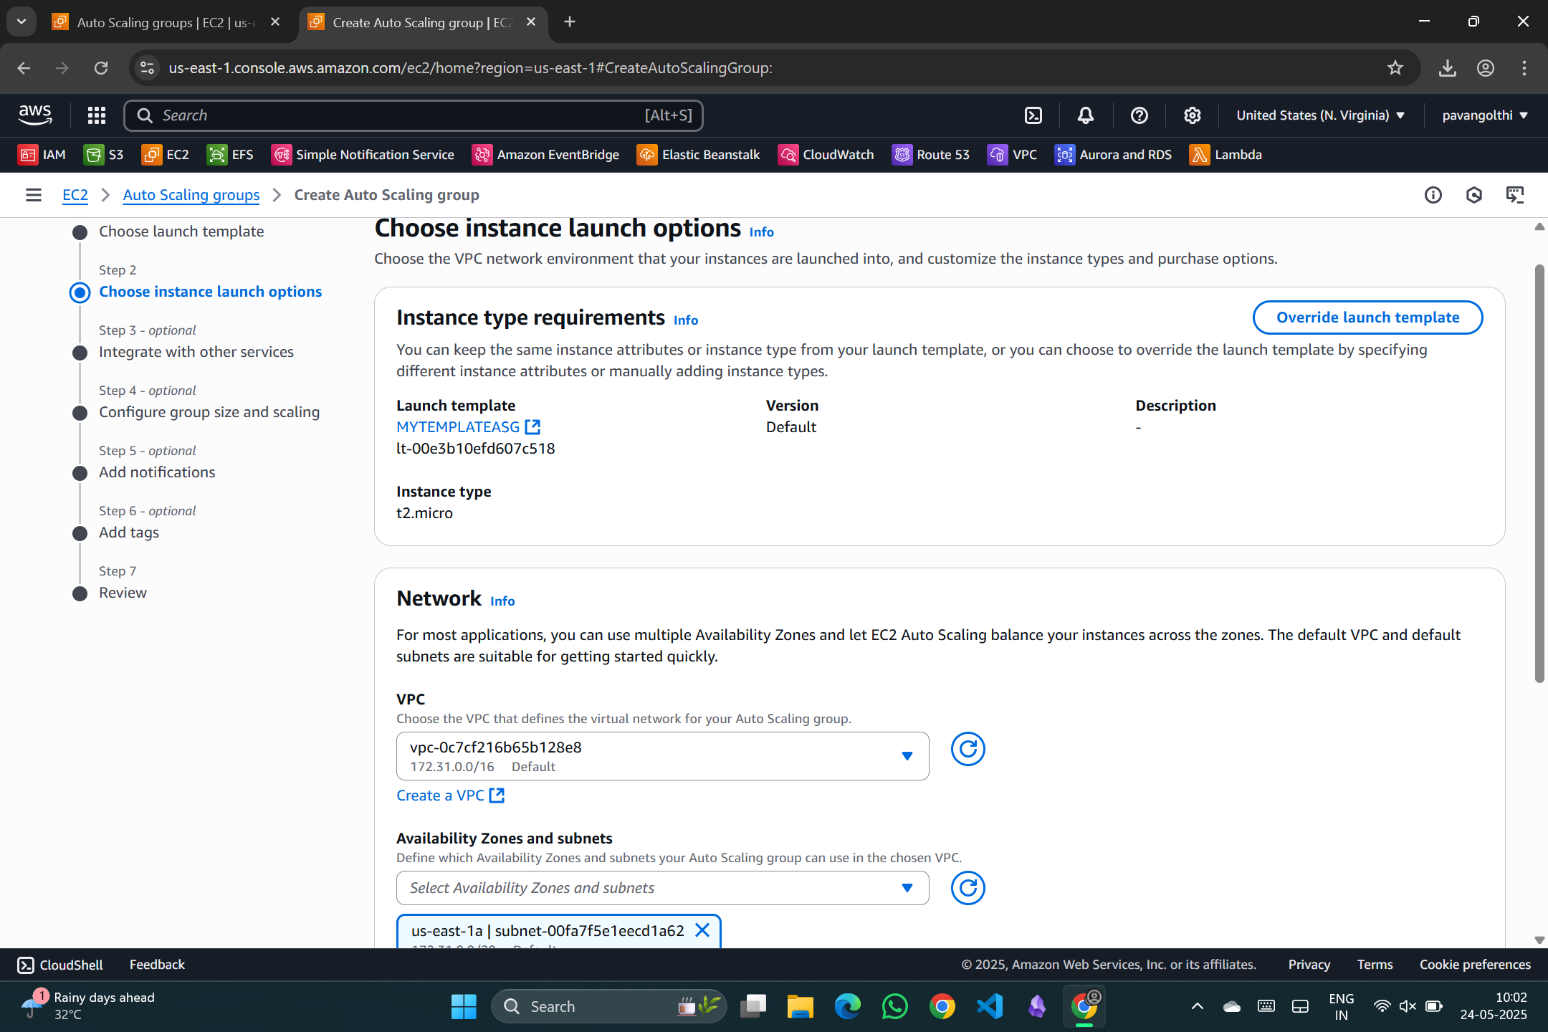 Auto Scaling groups | EC2 | us-e
Create Auto Scaling group | EC2
us-east-1.console.aws.amazon.com/ec2/home?region=us-east-1#CreateAutoScalingGroup:
aws
Search
[Alt+S]
United States (N. Virginia)
pavangolthi
IAM
S3
EC2
EFS
Simple Notification Service
Amazon EventBridge
Elastic Beanstalk
CloudWatch
Route 53
VPC
Aurora and RDS
Lambda
EC2
Auto Scaling groups
Create Auto Scaling group
Choose launch template
Step 2
Choose instance launch options
Step 3 - optional
Integrate with other services
Step 4 - optional
Configure group size and scaling
Step 5 - optional
Add notifications
Step 6 - optional
Add tags
Step 7
Review
Choose instance launch options Info
Choose the VPC network environment that your instances are launched into, and customize the instance types and purchase options.
Instance type requirements Info
Override launch template
You can keep the same instance attributes or instance type from your launch template, or you can choose to override the launch template by specifying
different instance attributes or manually adding instance types.
Launch template
MYTEMPLATEASG
lt-00e3b10efd607c518
Version
Default
Description
-
Instance type
t2.micro
Network Info
For most applications, you can use multiple Availability Zones and let EC2 Auto Scaling balance your instances across the zones. The default VPC and default
subnets are suitable for getting started quickly.
VPC
Choose the VPC that defines the virtual network for your Auto Scaling group.
vpc-0c7cf216b65b128e8
172.31.0.0/16 Default
Create a VPC
Availability Zones and subnets
Define which Availability Zones and subnets your Auto Scaling group can use in the chosen VPC.
Select Availability Zones and subnets
us-east-1a | subnet-00fa7f5e1eecd1a62
CloudShell
Feedback
© 2025, Amazon Web Services, Inc. or its affiliates.
Privacy
Terms
Cookie preferences
1
Rainy days ahead
32°C
Search
ENG
IN
10:02
24-05-2025